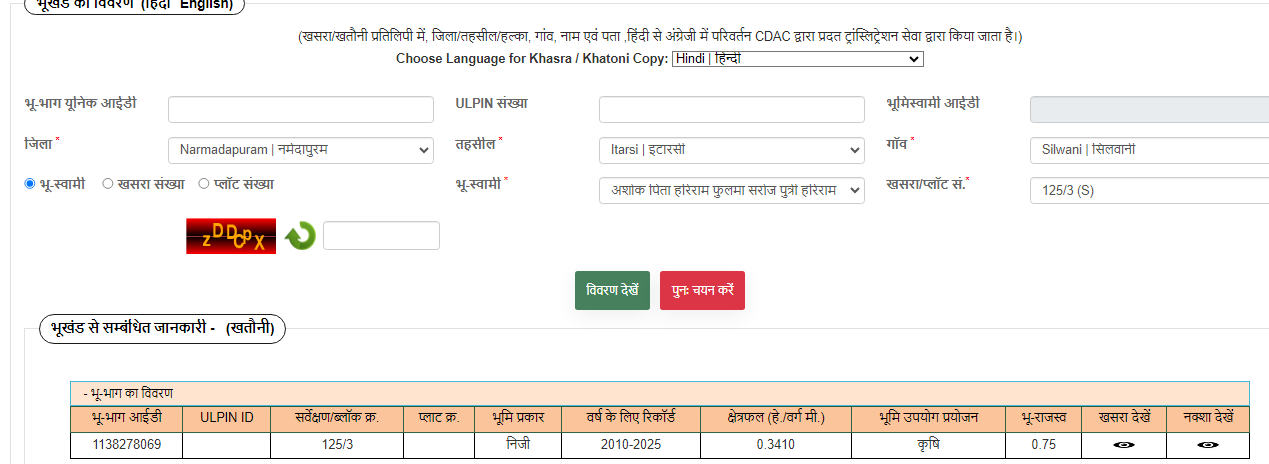 भूखंड का विवरण (हिंदी English)
(खसरा/खतौनी प्रतिलिपी में, जिला/तहसील/हल्का, गांव, नाम एवं पता ,हिंदी से अंग्रेजी में परिवर्तन CDAC द्वारा प्रदत ट्रांस्लिट्रेशन सेवा द्वारा किया जाता है।)
Choose Language for Khasra / Khatoni Copy: Hindi | हिन्दी
भू-भाग यूनिक आईडी ULPIN संख्या भूमिस्वामी आईडी
जिला * Narmadapuram | नर्मदापुरम तहसील * Itarsi | इटारसी गाँव * Silwani | सिलवानी
भू-स्वामी खसरा संख्या प्लॉट संख्या भू-स्वामी * अशोक पिता हरिराम फुलमा सरोज पुत्री हरिराम खसरा/प्लॉट सं.* 125/3 (S)
zDDCpX
विवरण देखें पुनः चयन करें
भूखंड से सम्बंधित जानकारी - (खतौनी)
- भू-भाग का विवरण
भू-भाग आईडी ULPIN ID सर्वेक्षण/ब्लॉक क्र. प्लाट क्र. भूमि प्रकार वर्ष के लिए रिकॉर्ड क्षेत्रफल (हे./वर्ग मी.) भूमि उपयोग प्रयोजन भू-राजस्व खसरा देखें नक्शा देखें
1138278069 125/3 निजी 2010-2025 0.3410 कृषि 0.75